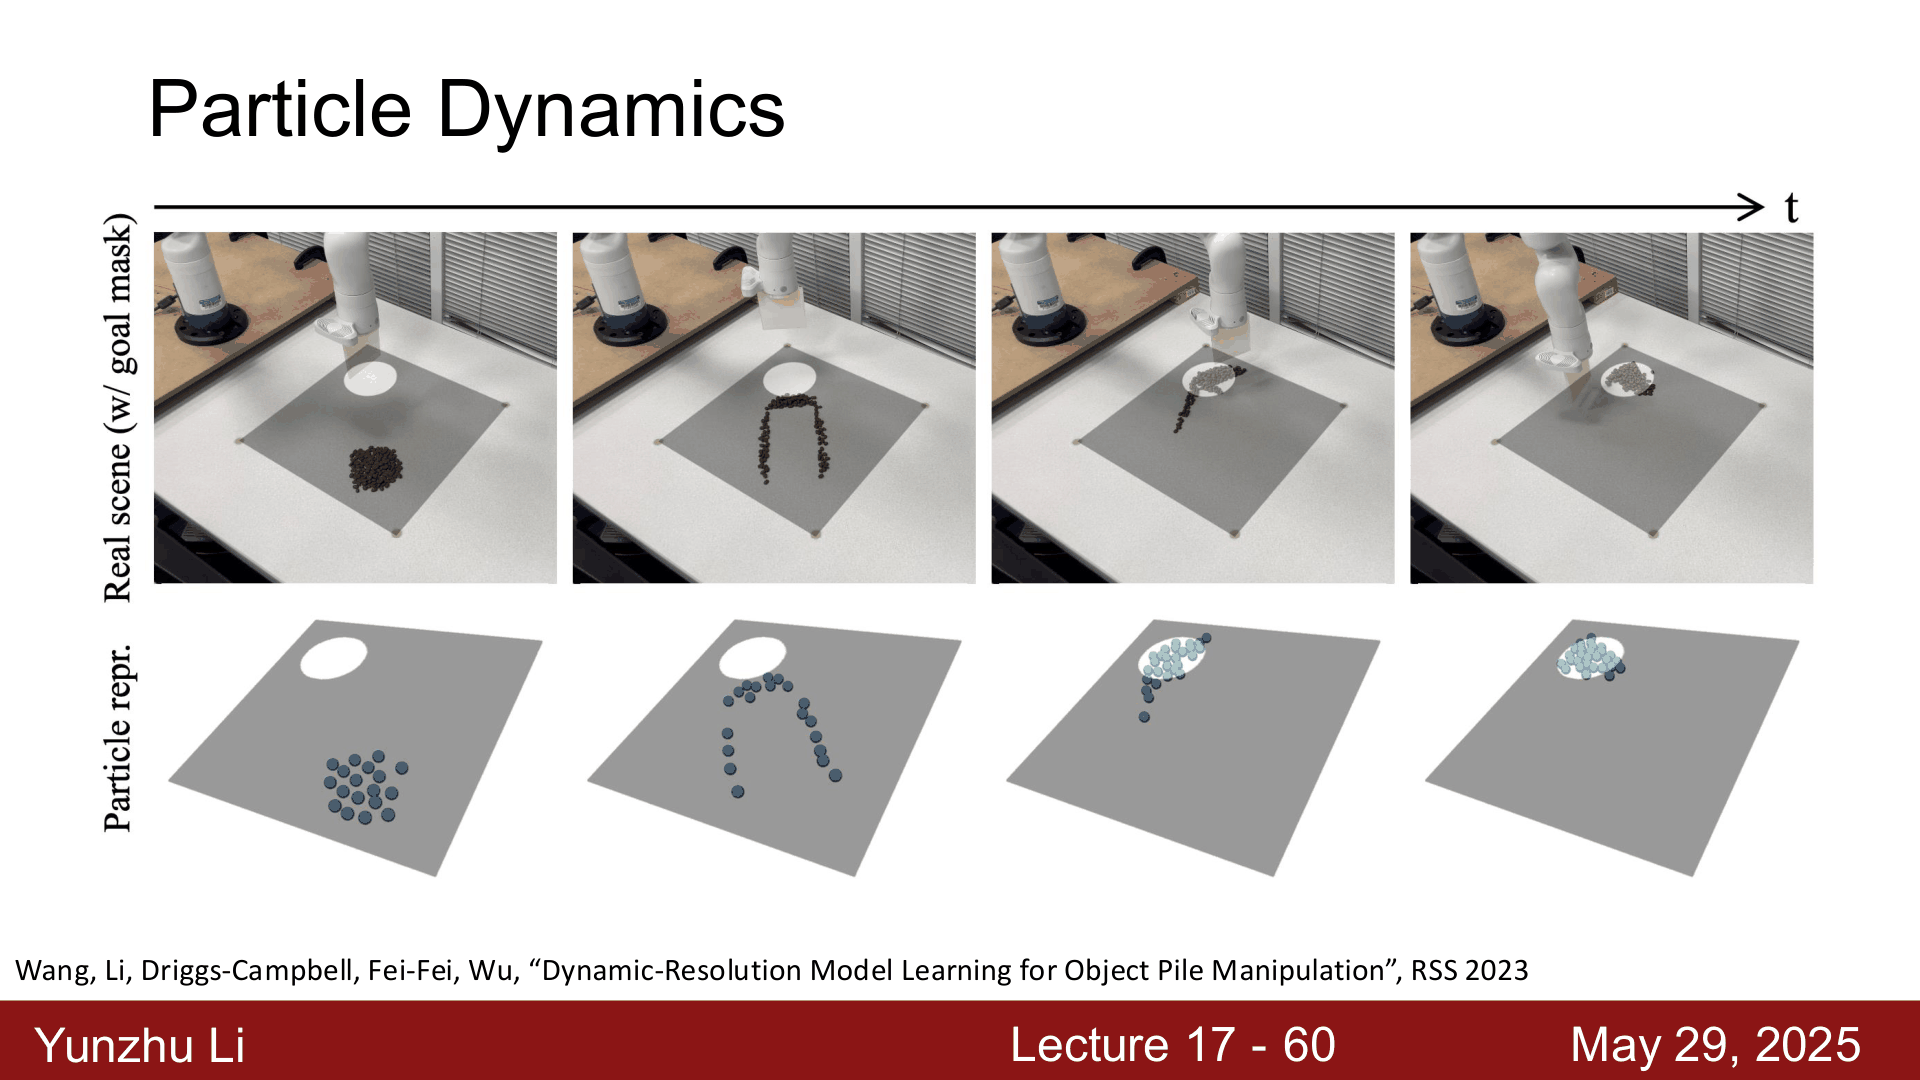 Particle Dynamics
t
Real scene (w/ goal mask)
Particle repr.
Wang, Li, Driggs-Campbell, Fei-Fei, Wu, “Dynamic-Resolution Model Learning for Object Pile Manipulation”, RSS 2023
Yunzhu Li
Lecture 17 - 60
May 29, 2025